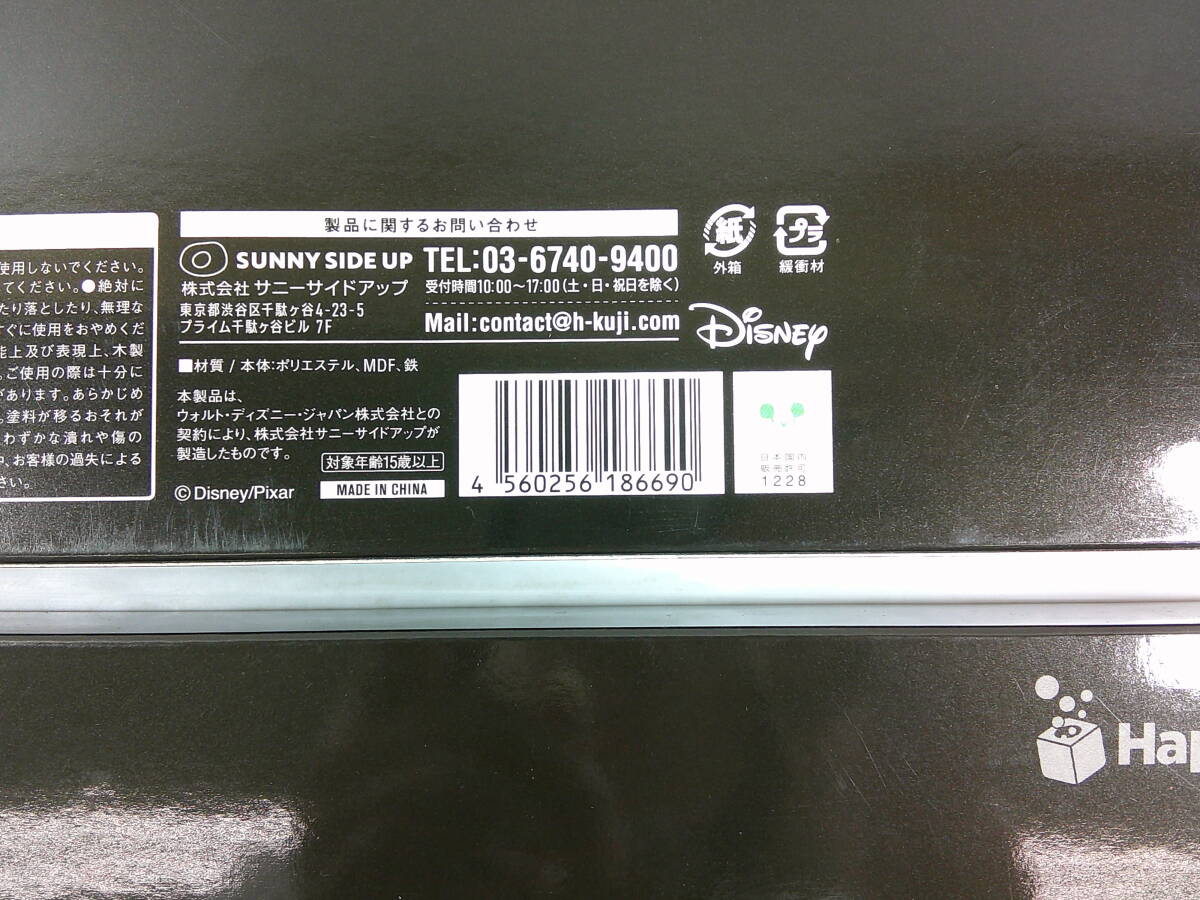 使用しないでください。
てください。●絶対に
たり落としたり、無理な
すぐに使用をおやめくだ
能上及び表現上、木製
。ご使用の際は十分に
があります。あらかじめ
。塗料が移るおそれが
わずかな潰れや傷の
中、お客様の過失による
さい。
製品に関するお問い合わせ
SUNNY SIDE UP
株式会社 サニーサイドアップ
東京都渋谷区千駄ヶ谷4-23-5
プライム千駄ヶ谷ビル 7F
TEL:03-6740-9400
受付時間10:00〜17:00(土・日・祝日を除く)
Mail:contact@h-kuji.com
紙
外箱
プラ
緩衝材
Disney
■材質 / 本体:ポリエステル、MDF、鉄
本製品は、
ウォルト・ディズニー・ジャパン株式会社との
契約により、株式会社サニーサイドアップが
製造したものです。
対象年齢15歳以上
©Disney/Pixar
MADE IN CHINA
4 560256 186690
日本国内
販売許可
1228
Hap